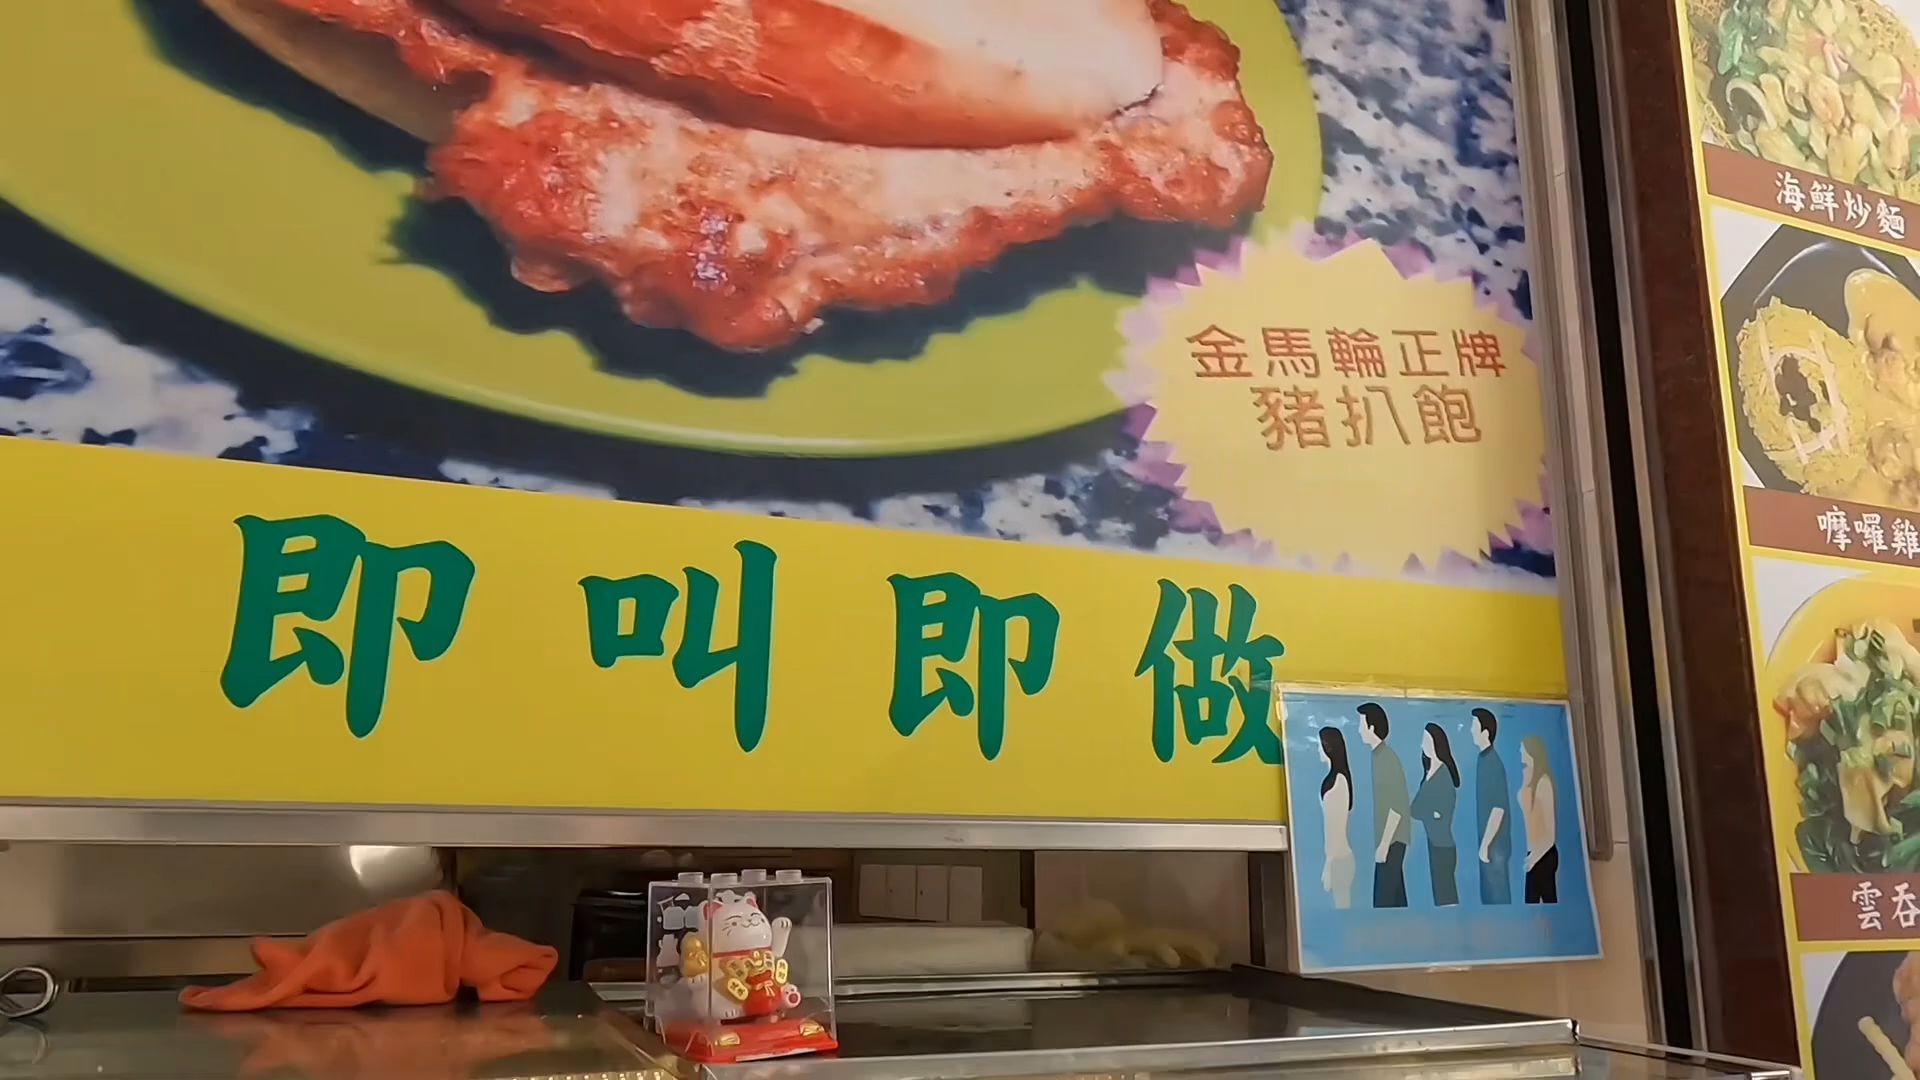 金馬輪正牌
豬扒飽
即叫即做
海鮮炒麵
嚤囉雞
雲吞